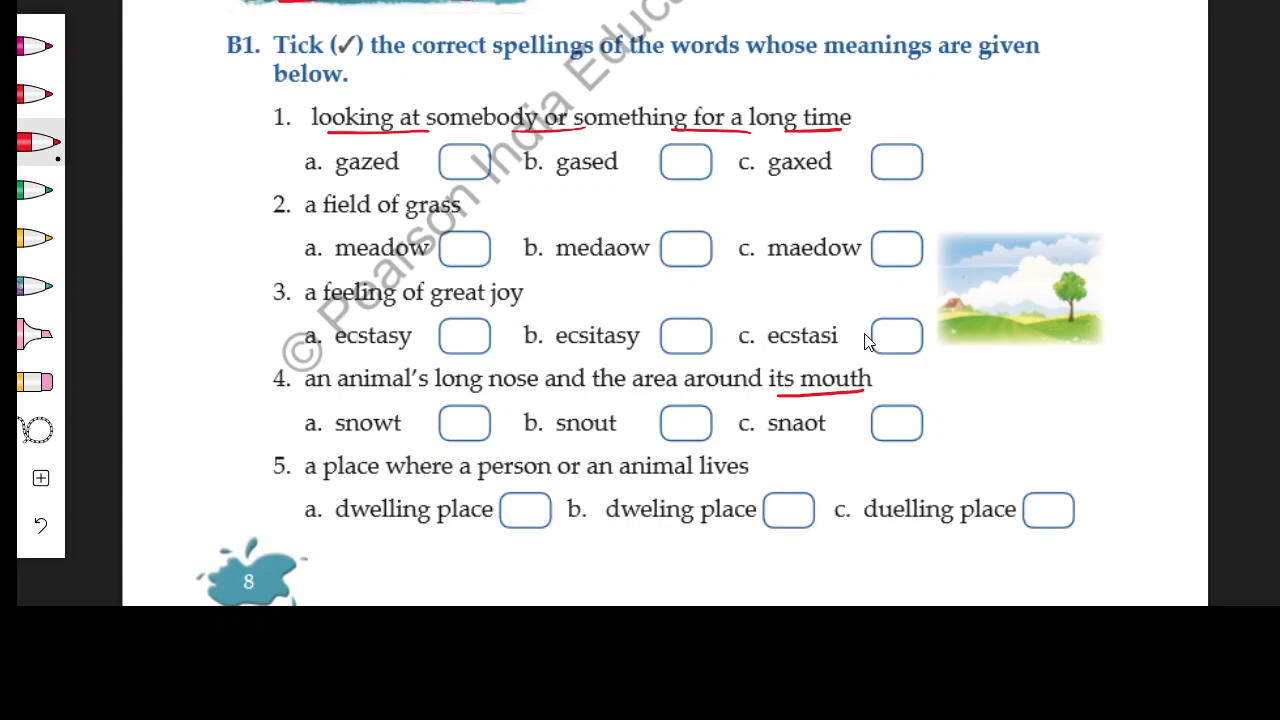 B1. Tick (✓) the correct spellings of the words whose meanings are given
below.
1. looking at somebody or something for a long time
a. gazed b. gased c. gaxed
2. a field of grass
a. meadow b. medaow c. maedow
3. a feeling of great joy
a. ecstasy b. ecsitasy c. ecstasi
4. an animal's long nose and the area around its mouth
a. snowt b. snout c. snaot
5. a place where a person or an animal lives
a. dwelling place b. dweling place c. duelling place
8
© Pearson India